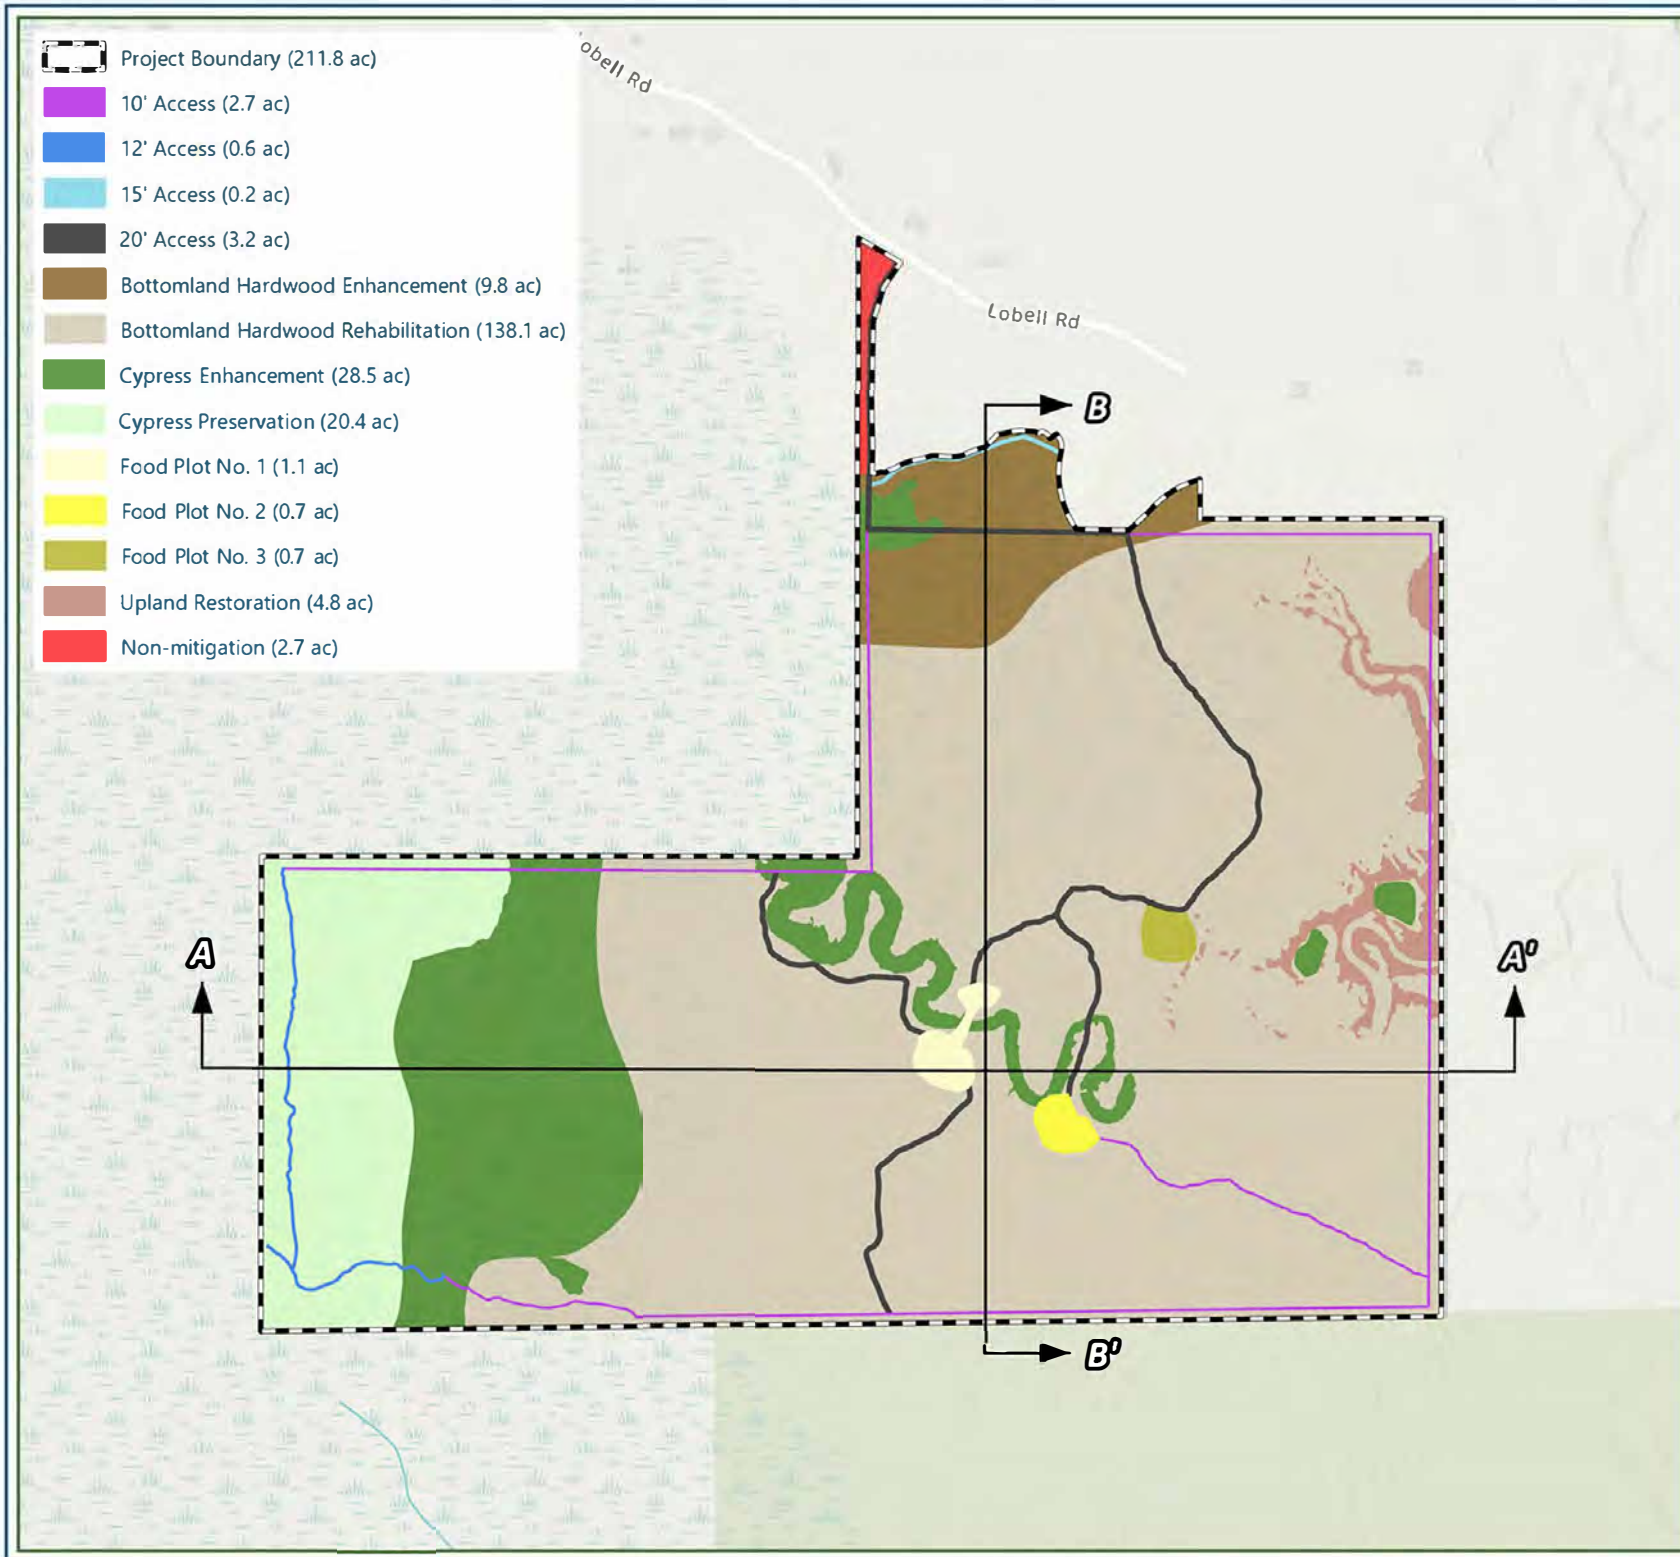 Project Boundary (211.8 ac)
10' Access (2.7 ac)
12' Access (0.6 ac)
15' Access (0.2 ac)
20' Access (3.2 ac)
Bottomland Hardwood Enhancement (9.8 ac)
Bottomland Hardwood Rehabilitation (138.1 ac)
Cypress Enhancement (28.5 ac)
Cypress Preservation (20.4 ac)
Food Plot No. 1 (1.1 ac)
Food Plot No. 2 (0.7 ac)
Food Plot No. 3 (0.7 ac)
Upland Restoration (4.8 ac)
Non-mitigation (2.7 ac)
obell Rd
Lobell Rd
B
A
A'
B'